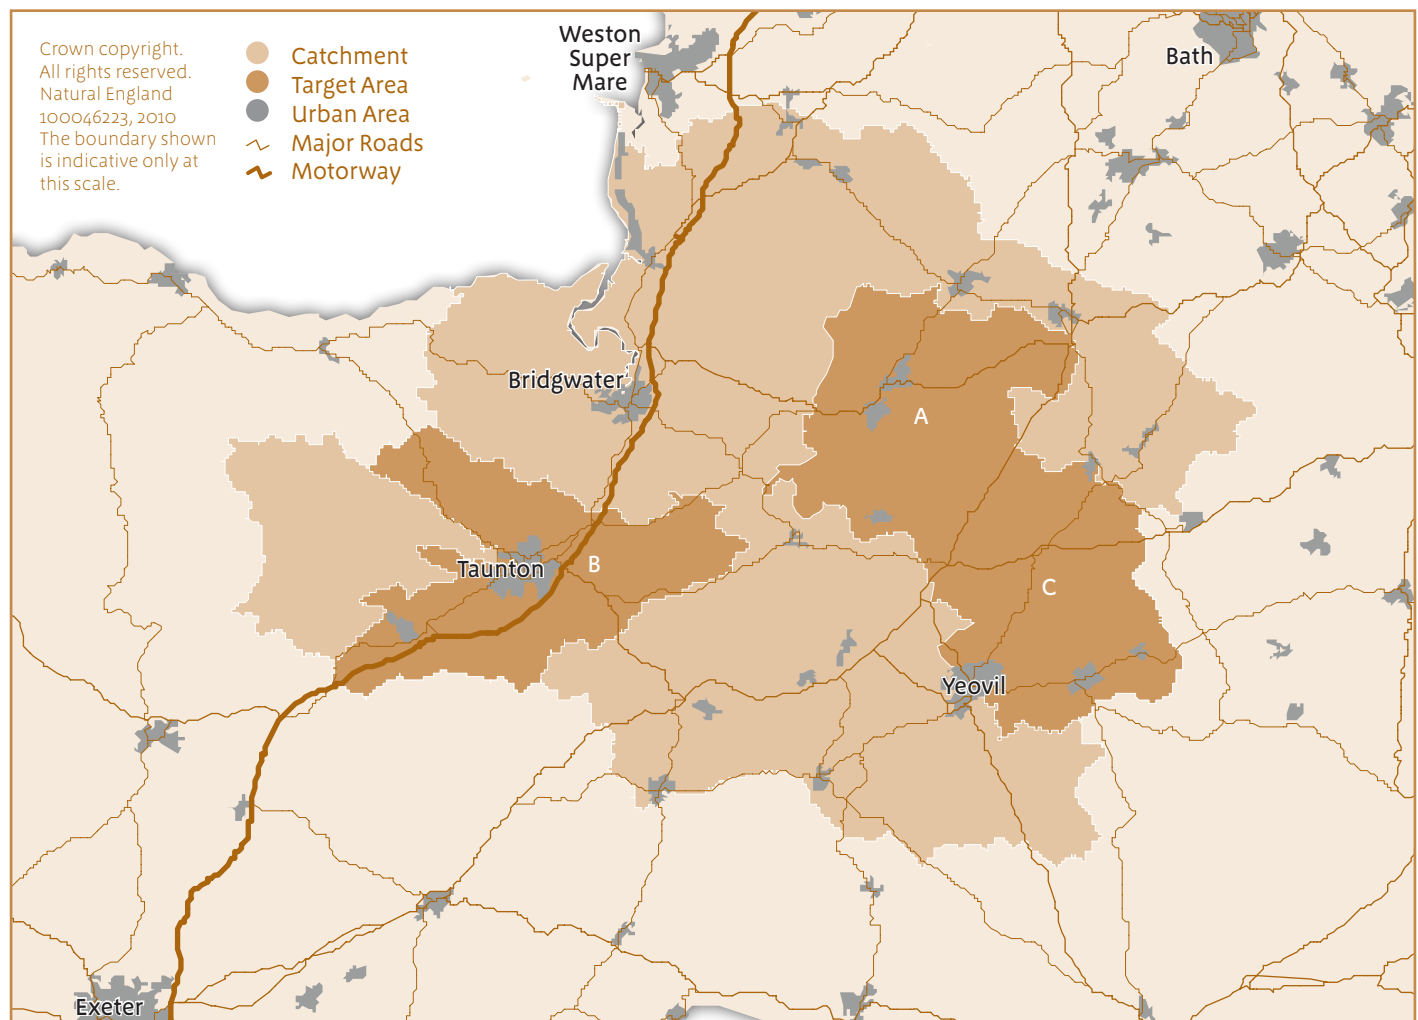 Crown copyright.
All rights reserved.
Natural England
100046223, 2010
The boundary shown
is indicative only at
this scale.
Catchment
Target Area
Urban Area
Major Roads
Motorway
Weston
Super
Mare
Bath
Bridgwater
A
Taunton
B
C
Yeovil
Exeter